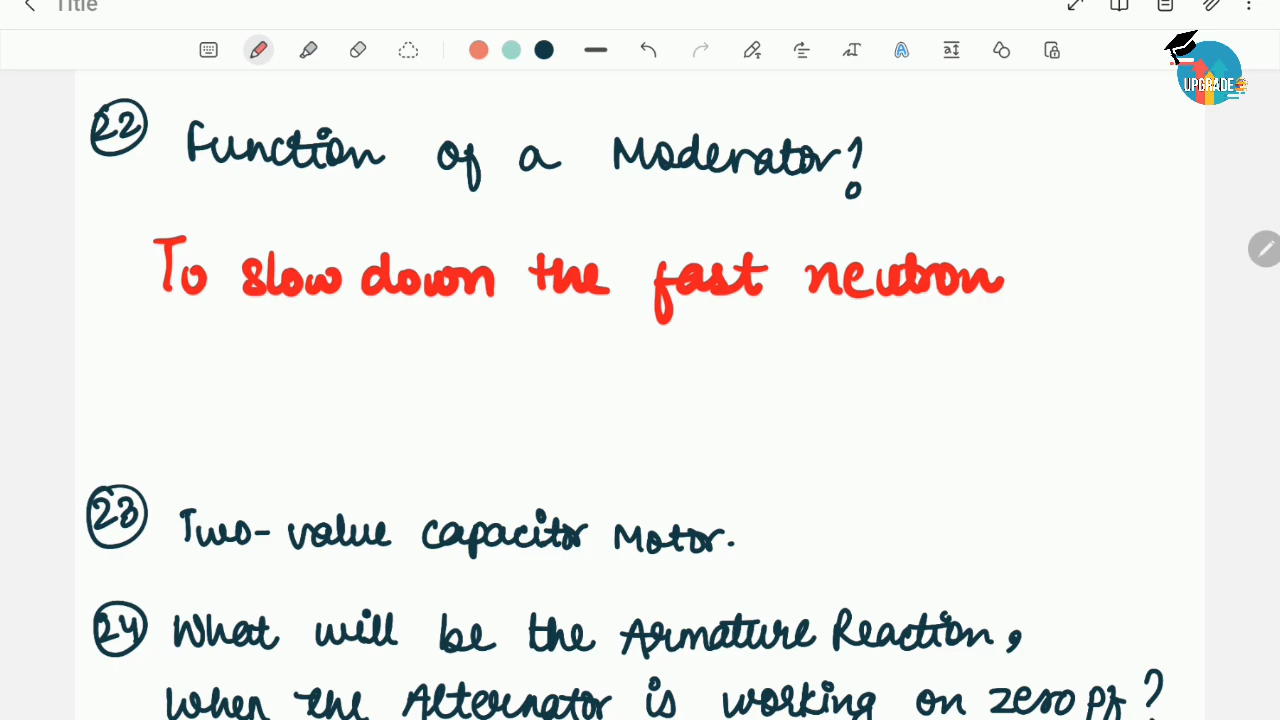 Title
UPGRADE
22 Function of a Moderator?
To slow down the fast neutron
23 Two-value capacitor Motor.
24 What will be the Armature Reaction,
When the Alternator is working on zero Pf?